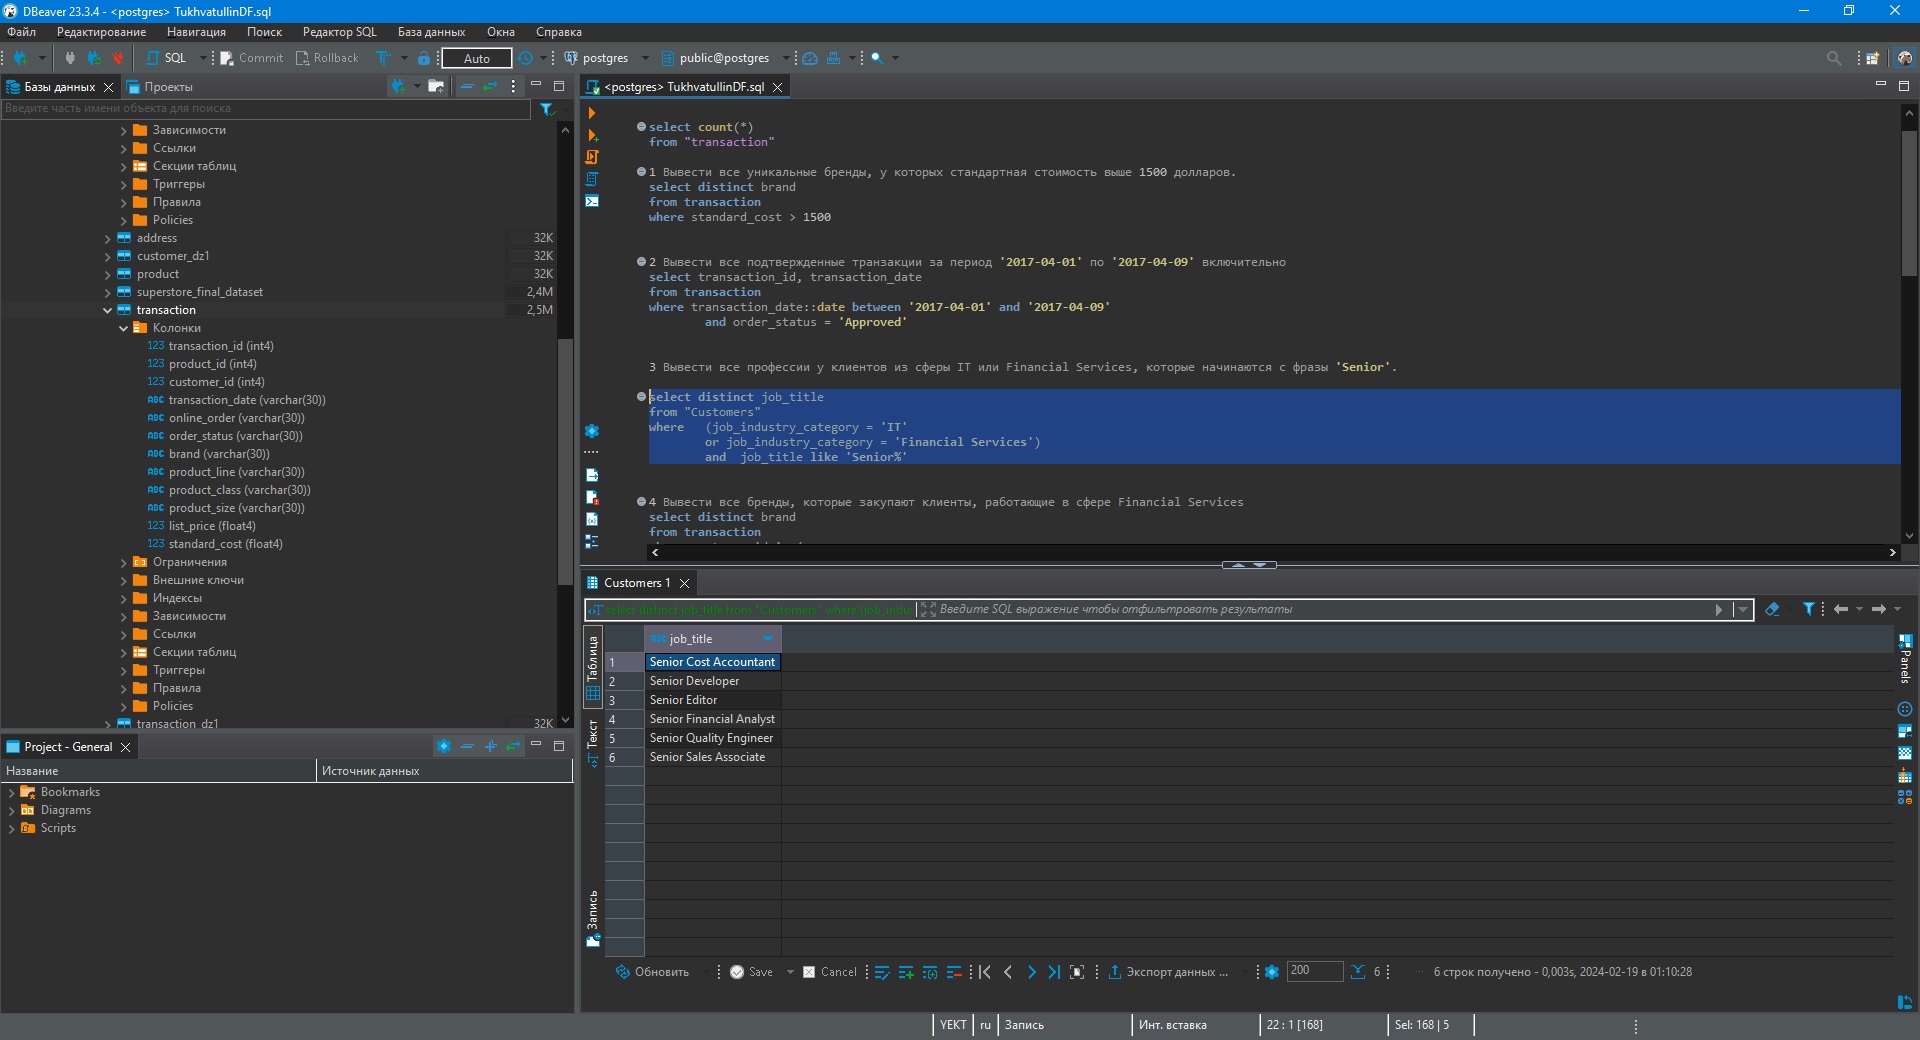 DBeaver 23.3.4 - <postgres> TukhvatullinDF.sql
Файл Редактирование Навигация Поиск Редактор SQL База данных Окна Справка
SQL Commit Rollback Auto postgres public@postgres
Базы данных Проекты
Введите часть имени объекта для поиска
Зависимости
Ссылки
Секции таблиц
Триггеры
Правила
Policies
address 32K
customer_dz1 32K
product 32K
superstore_final_dataset 2,4M
transaction 2,5M
Колонки
123 transaction_id (int4)
123 product_id (int4)
123 customer_id (int4)
ABC transaction_date (varchar(30))
ABC online_order (varchar(30))
ABC order_status (varchar(30))
ABC brand (varchar(30))
ABC product_line (varchar(30))
ABC product_class (varchar(30))
ABC product_size (varchar(30))
123 list_price (float4)
123 standard_cost (float4)
Ограничения
Внешние ключи
Индексы
Зависимости
Ссылки
Секции таблиц
Триггеры
Правила
Policies
transaction_dz1 32K
Project - General
Название Источник данных
Bookmarks
Diagrams
Scripts
<postgres> TukhvatullinDF.sql
select count(*)
from "transaction"
1 Вывести все уникальные бренды, у которых стандартная стоимость выше 1500 долларов.
select distinct brand
from transaction
where standard_cost > 1500
2 Вывести все подтвержденные транзакции за период '2017-04-01' по '2017-04-09' включительно
select transaction_id, transaction_date
from transaction
where transaction_date::date between '2017-04-01' and '2017-04-09'
and order_status = 'Approved'
3 Вывести все профессии у клиентов из сферы IT или Financial Services, которые начинаются с фразы 'Senior'.
select distinct job_title
from "Customers"
where (job_industry_category = 'IT'
or job_industry_category = 'Financial Services')
and job_title like 'Senior%'
4 Вывести все бренды, которые закупают клиенты, работающие в сфере Financial Services
select distinct brand
from transaction
Customers 1
select distinct job_title from "Customers" where (job_indu Введите SQL выражение чтобы отфильтровать результаты
Таблица
Текст
Запись
Panels
ABC job_title
1 Senior Cost Accountant
2 Senior Developer
3 Senior Editor
4 Senior Financial Analyst
5 Senior Quality Engineer
6 Senior Sales Associate
Обновить Save Cancel Экспорт данных ... 200 6 6 строк получено - 0,003s, 2024-02-19 в 01:10:28
YEKT ru Запись Инт. вставка 22 : 1 [168] Sel: 168 | 5